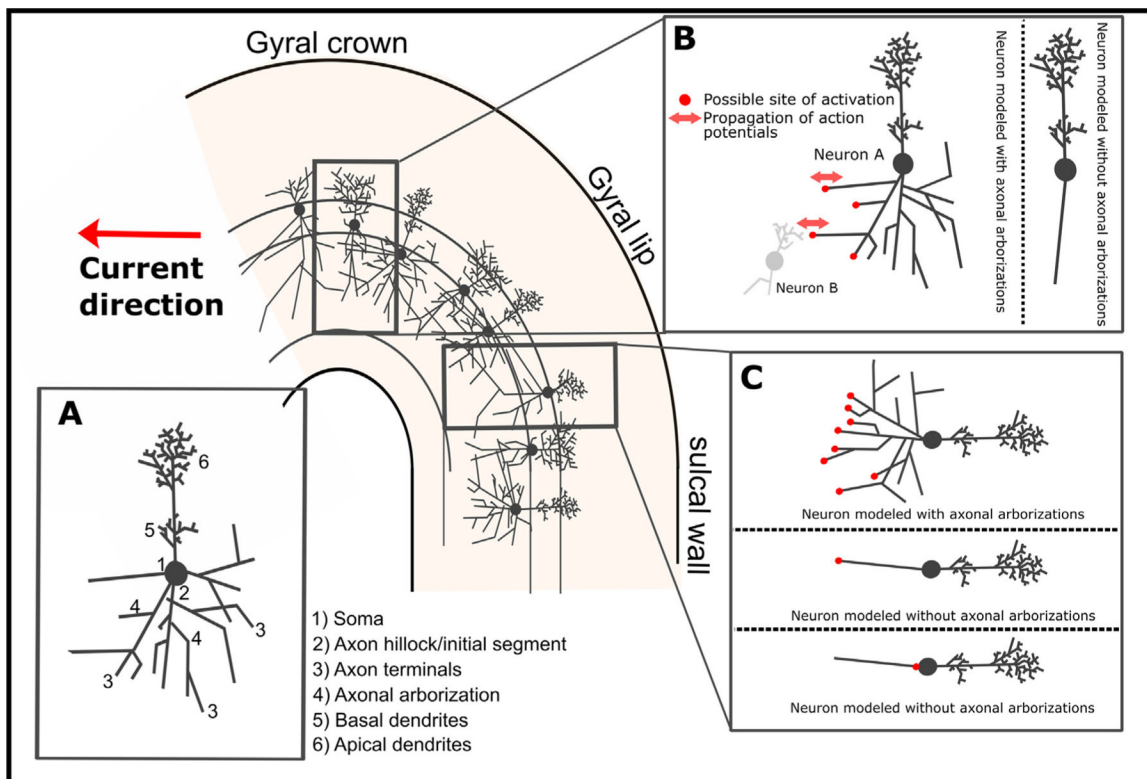 Gyral crown
Gyral lip
sulcal wall
Current
direction
A
6
5
1
2
4
4
3
3
3
1) Soma
2) Axon hillock/initial segment
3) Axon terminals
4) Axonal arborization
5) Basal dendrites
6) Apical dendrites
B
Possible site of activation
Propagation of action
potentials
Neuron A
Neuron B
Neuron modeled with axonal arborizations
Neuron modeled without axonal arborizations
C
Neuron modeled with axonal arborizations
Neuron modeled without axonal arborizations
Neuron modeled without axonal arborizations